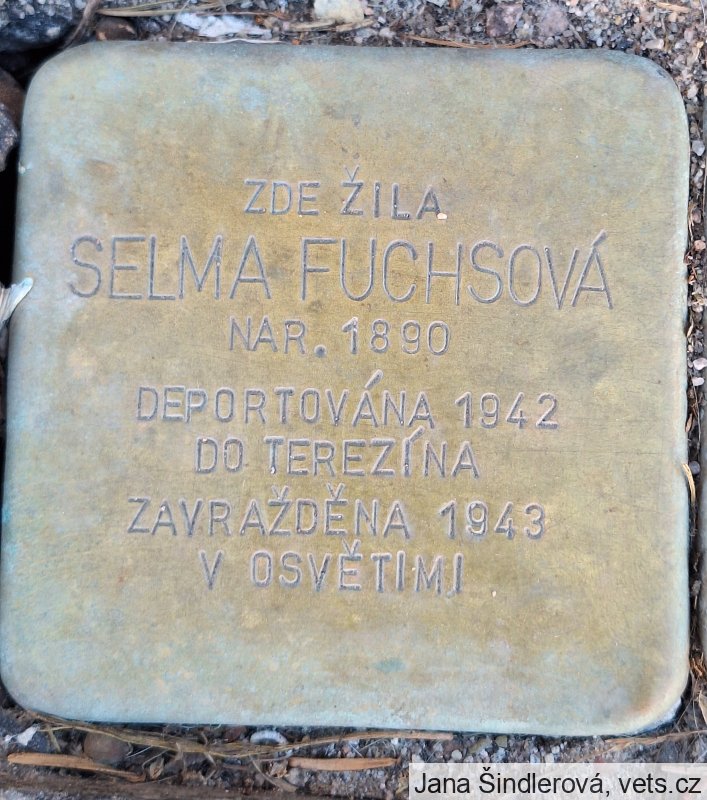 ZDE ŽILA
SELMA FUCHSOVÁ
NAR. 1890
DEPORTOVÁNA 1942
DO TEREZÍNA
ZAVRAŽDĚNA 1943
V OSVĚTIMI
Jana Šindlerová, vets.cz